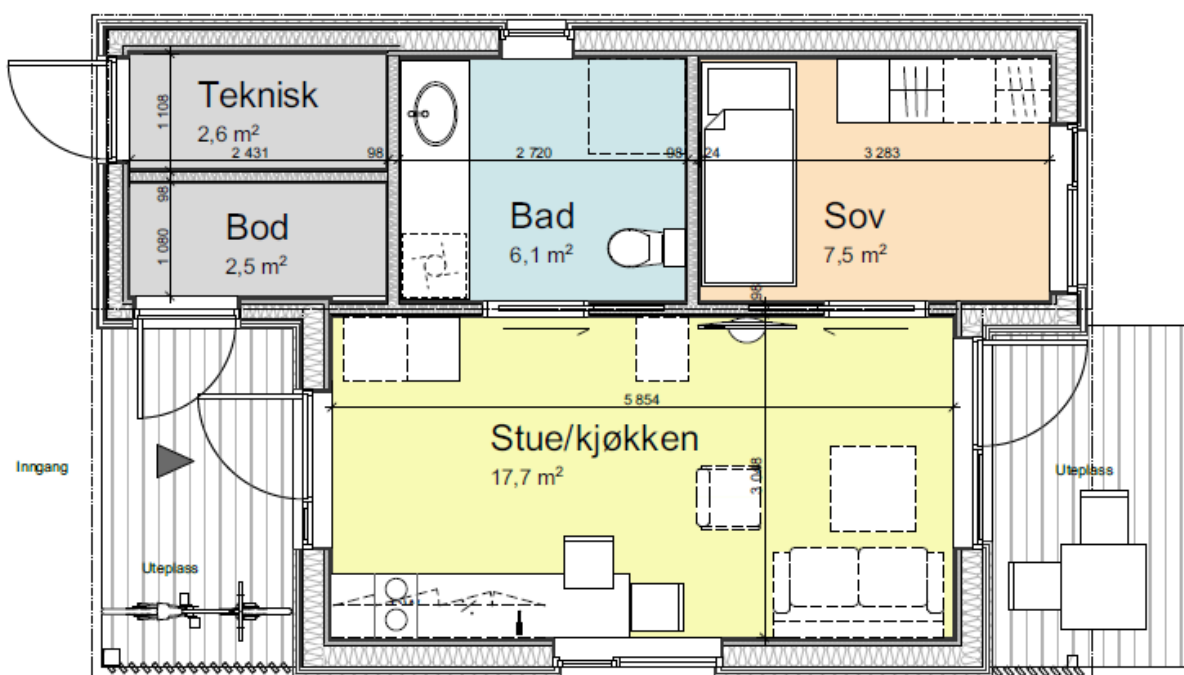 Teknisk
2,6 m²
1 108
2 431
98
2 720
98
24
3 283
98
Bod
2,5 m²
1 080
Bad
6,1 m²
Sov
7,5 m²
98
5 854
Stue/kjøkken
17,7 m²
3 048
Inngang
Uteplass
Uteplass